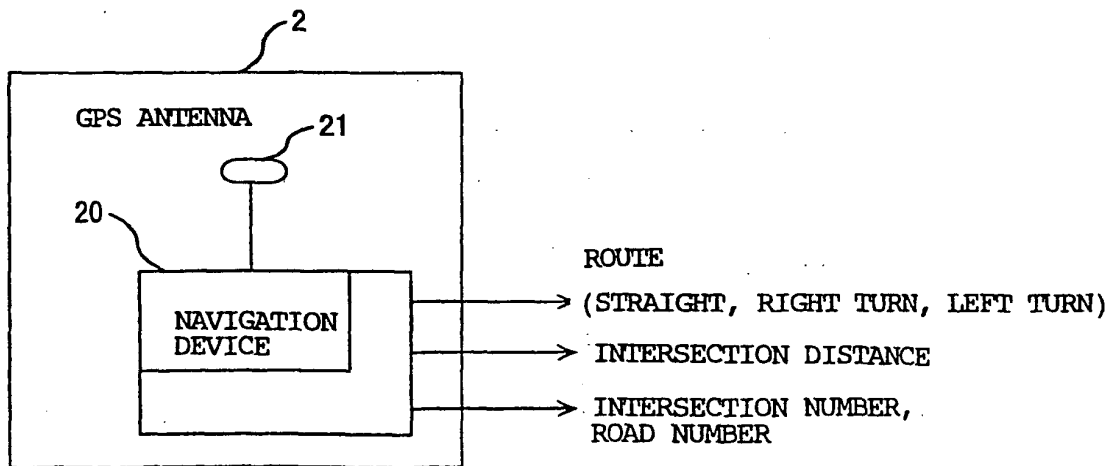 2
GPS ANTENNA
21
20
NAVIGATION
DEVICE
ROUTE
(STRAIGHT, RIGHT TURN, LEFT TURN)
INTERSECTION DISTANCE
INTERSECTION NUMBER,
ROAD NUMBER